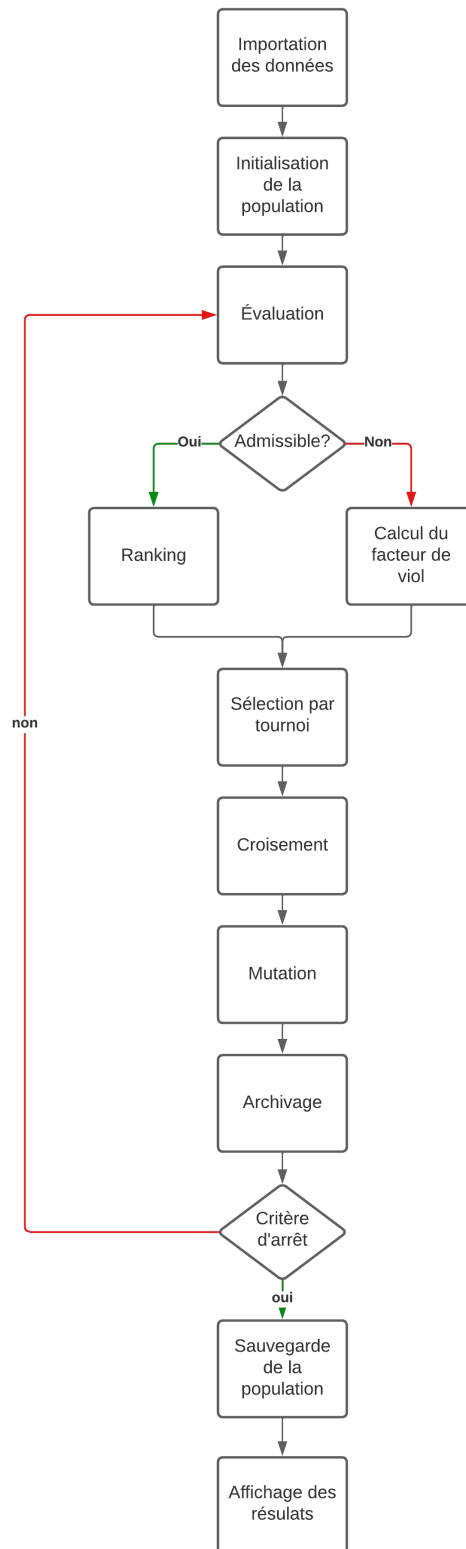 Importation
des données
Initialisation
de la
population
Évaluation
Admissible?
Oui
Non
Ranking
Calcul du
facteur de
viol
Sélection par
tournoi
non
Croisement
Mutation
Archivage
Critère
d'arrêt
oui
Sauvegarde
de la
population
Affichage des
résulats